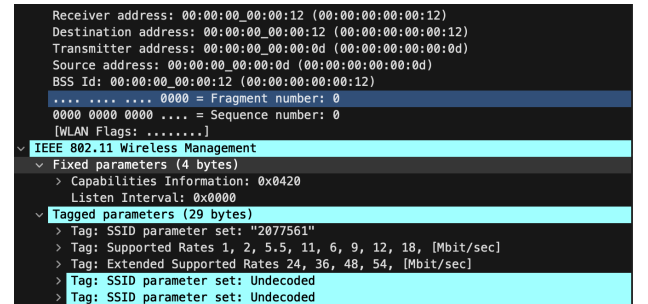 Receiver address: 00:00:00_00:00:12 (00:00:00:00:00:12)
Destination address: 00:00:00_00:00:12 (00:00:00:00:00:12)
Transmitter address: 00:00:00_00:00:0d (00:00:00:00:00:0d)
Source address: 00:00:00_00:00:0d (00:00:00:00:00:0d)
BSS Id: 00:00:00_00:00:12 (00:00:00:00:00:12)
.... .... .... 0000 = Fragment number: 0
0000 0000 0000 .... = Sequence number: 0
[WLAN Flags: ........]
IEEE 802.11 Wireless Management
Fixed parameters (4 bytes)
Capabilities Information: 0x0420
Listen Interval: 0x0000
Tagged parameters (29 bytes)
Tag: SSID parameter set: "2077561"
Tag: Supported Rates 1, 2, 5.5, 11, 6, 9, 12, 18, [Mbit/sec]
Tag: Extended Supported Rates 24, 36, 48, 54, [Mbit/sec]
Tag: SSID parameter set: Undecoded
Tag: SSID parameter set: Undecoded